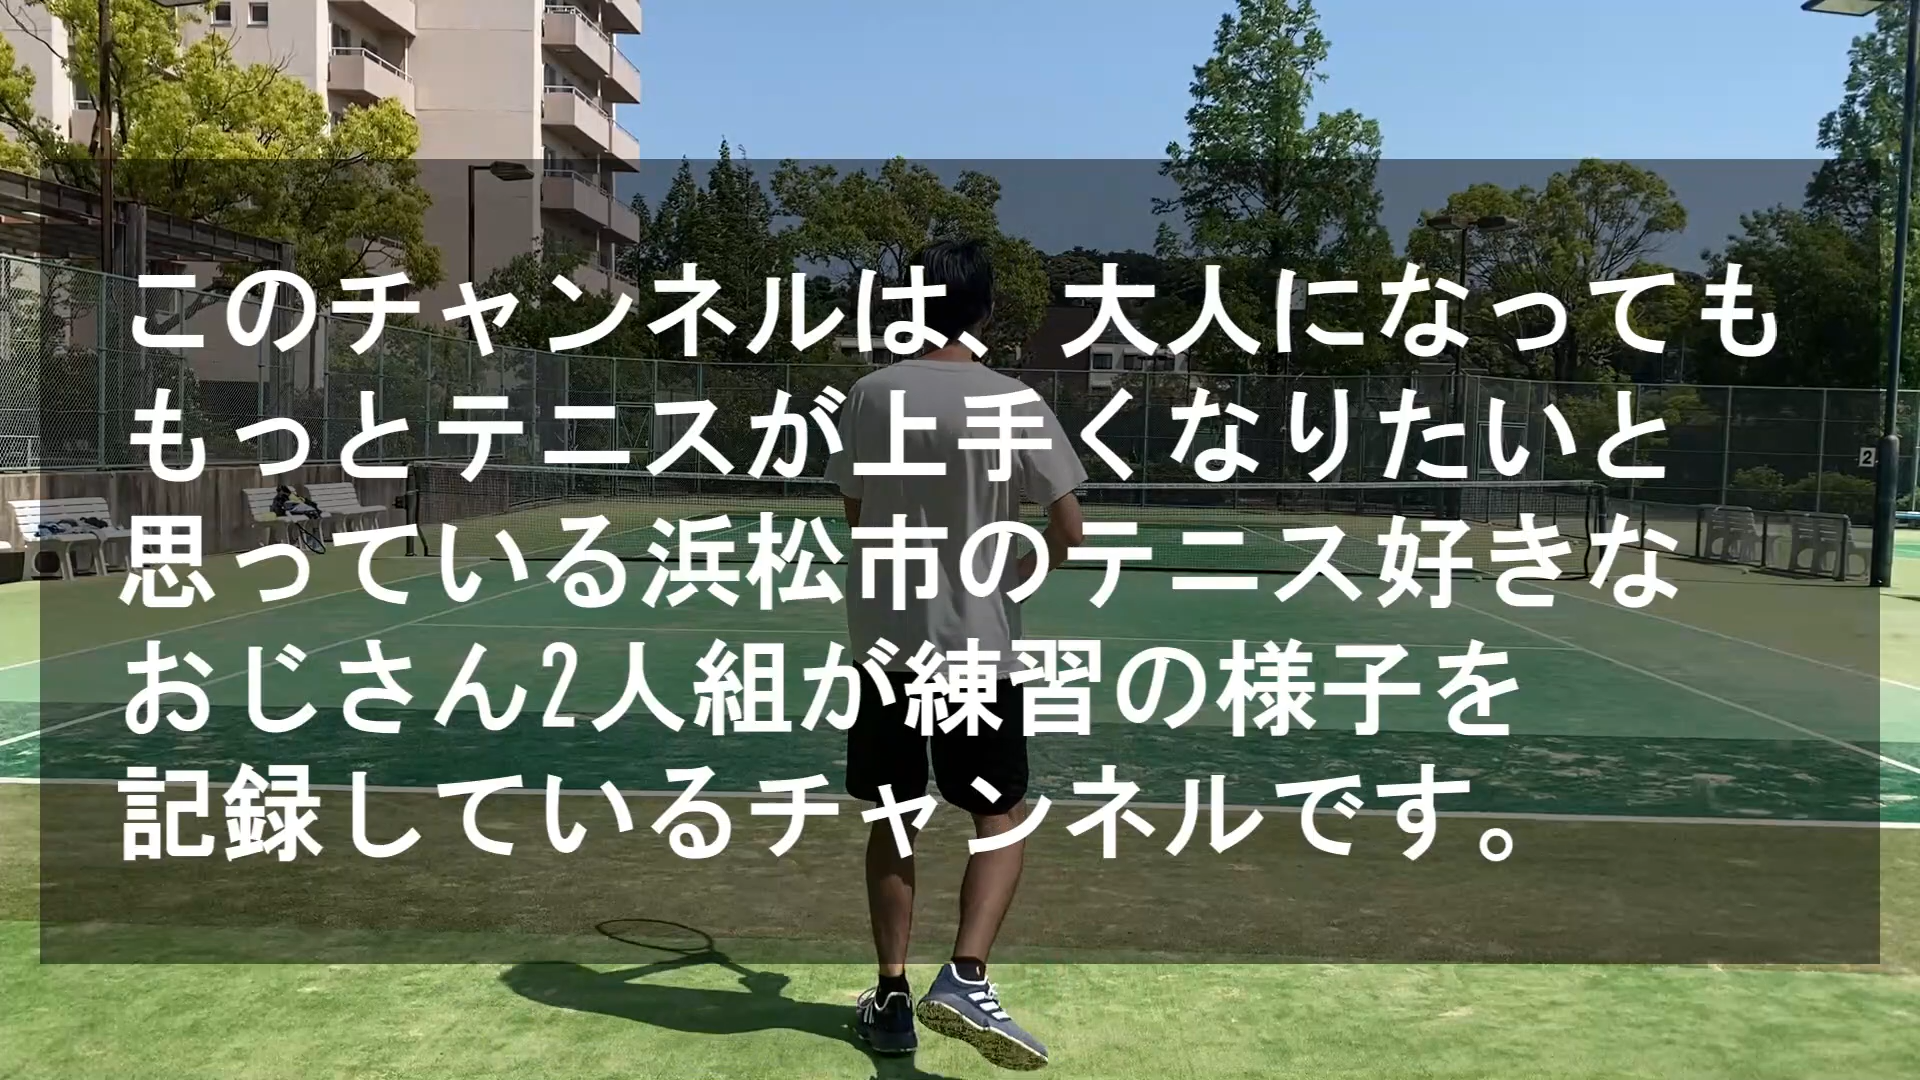 このチャンネルは、大人になっても
もっとテニスが上手くなりたいと
思っている浜松市のテニス好きな
おじさん2人組が練習の様子を
記録しているチャンネルです。
2